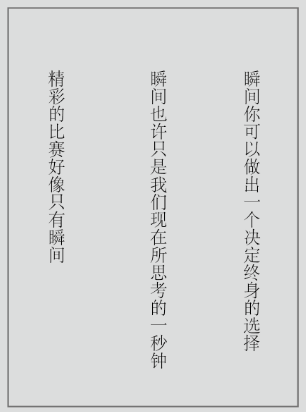 瞬间你可以做出一个决定终身的选择
瞬间也许只是我们现在所思考的一秒钟
精彩的比赛好像只有瞬间